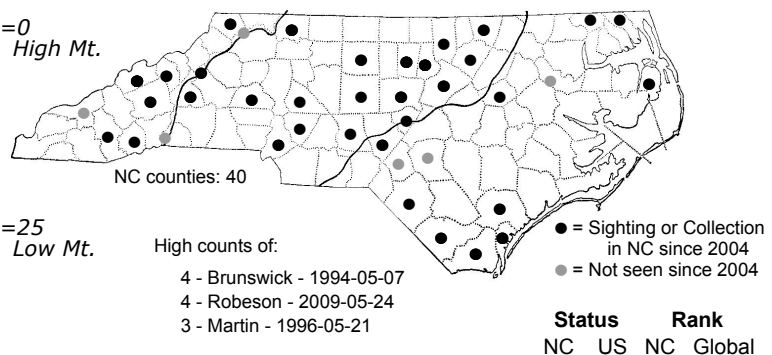 =0
High Mt.
NC counties: 40
=25
Low Mt.
High counts of:
4 - Brunswick - 1994-05-07
4 - Robeson - 2009-05-24
3 - Martin - 1996-05-21
● = Sighting or Collection
in NC since 2004
● = Not seen since 2004
Status Rank
NC US NC Global